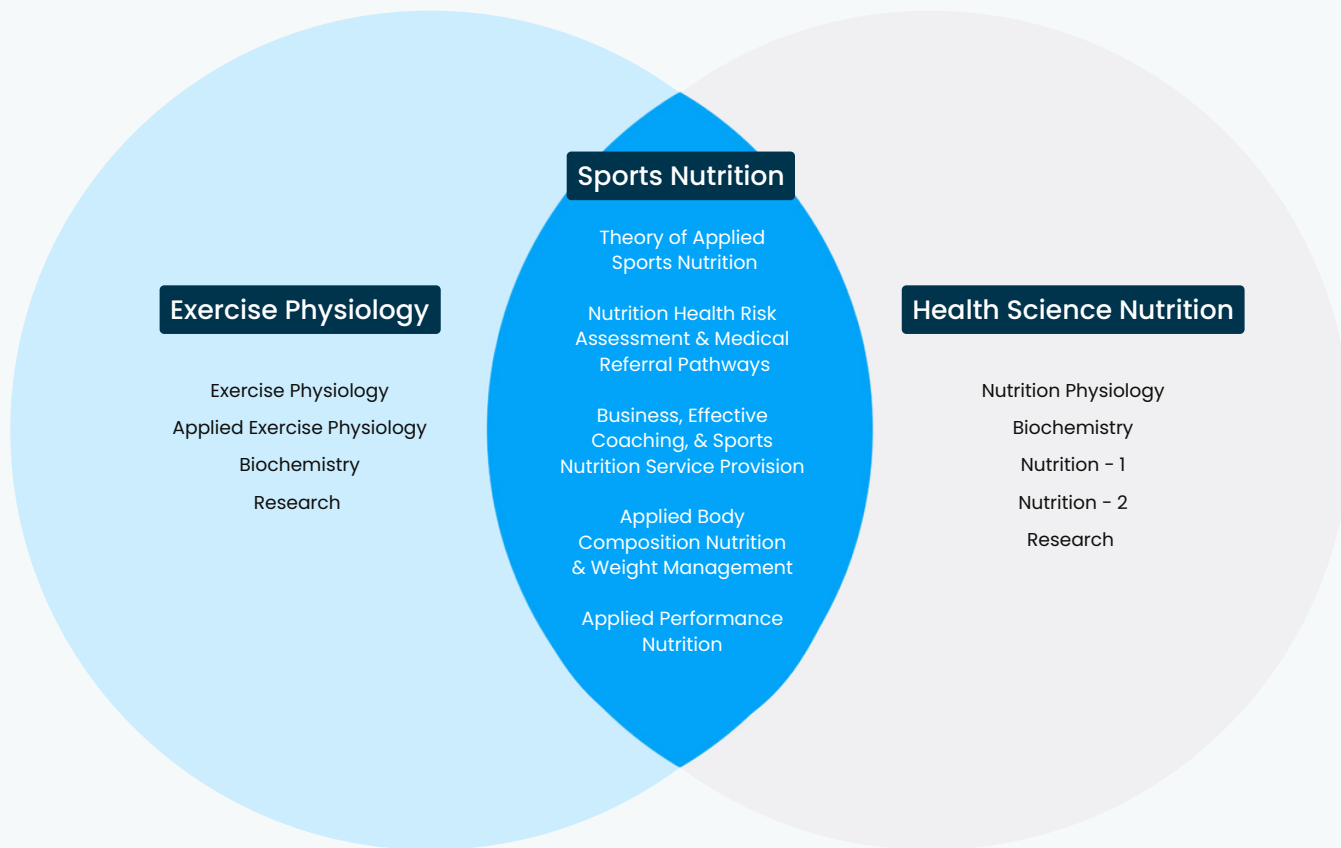 Exercise Physiology
Exercise Physiology
Applied Exercise Physiology
Biochemistry
Research
Sports Nutrition
Theory of Applied
Sports Nutrition
Nutrition Health Risk
Assessment & Medical
Referral Pathways
Business, Effective
Coaching, & Sports
Nutrition Service Provision
Applied Body
Composition Nutrition
& Weight Management
Applied Performance
Nutrition
Health Science Nutrition
Nutrition Physiology
Biochemistry
Nutrition - 1
Nutrition - 2
Research